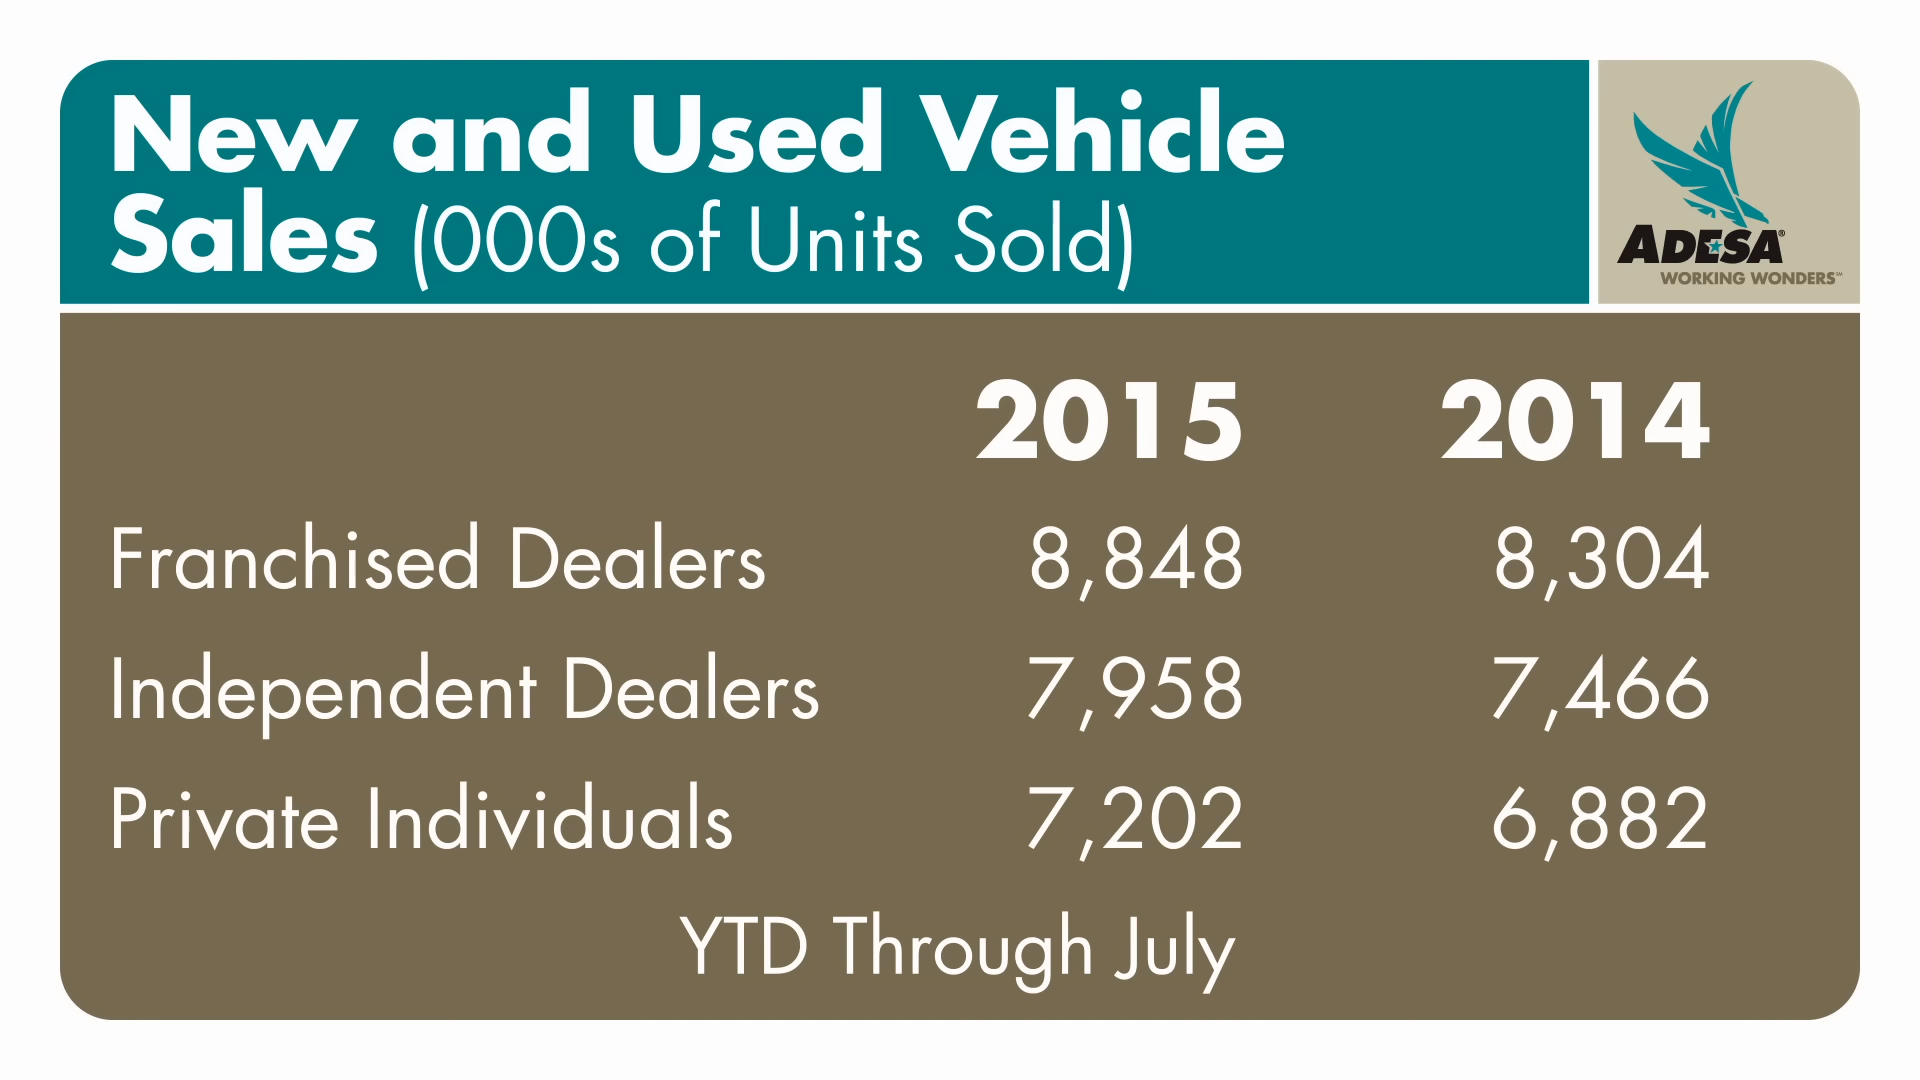 New and Used Vehicle
Sales (000s of Units Sold)
ADESA®
WORKING WONDERS℠
2015 2014
Franchised Dealers 8,848 8,304
Independent Dealers 7,958 7,466
Private Individuals 7,202 6,882
YTD Through July